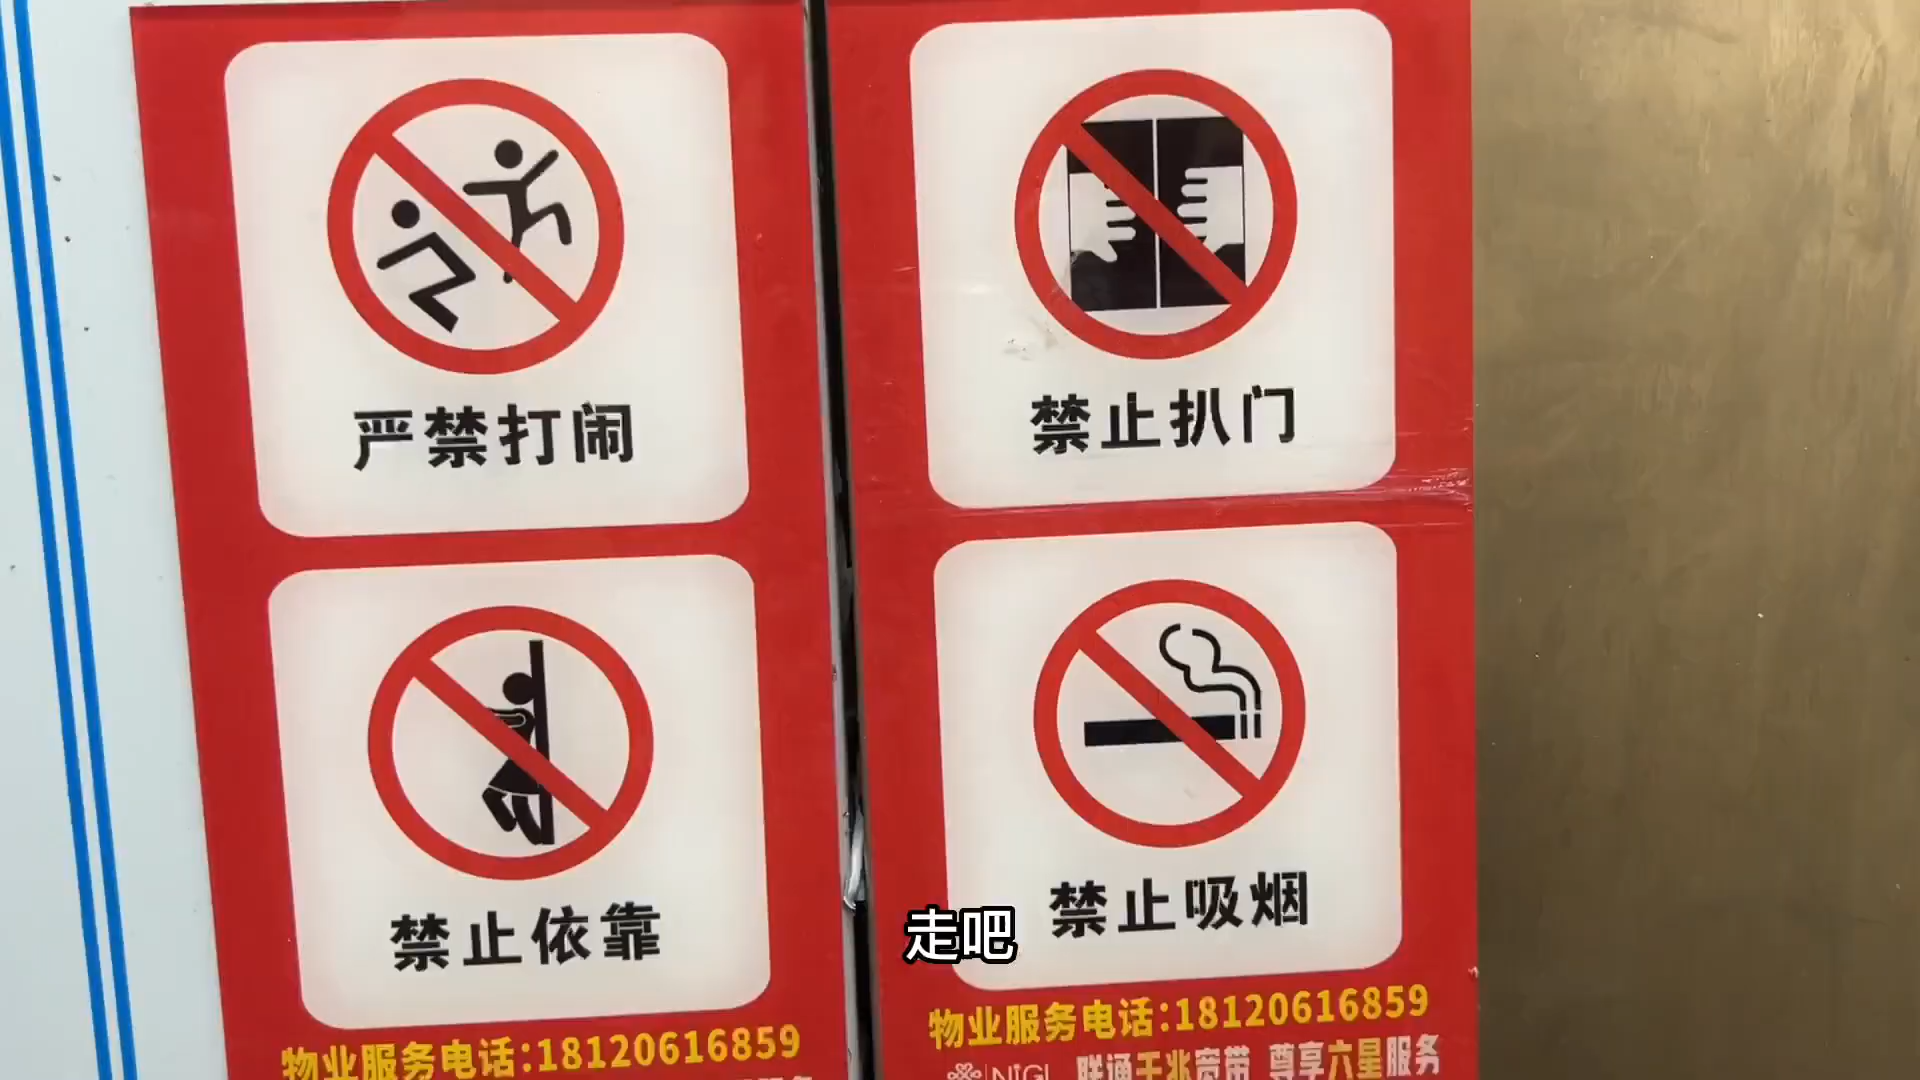 严禁打闹
禁止扒门
禁止依靠
禁止吸烟
走吧
物业服务电话:18120616859
物业服务电话:18120616859
联通千兆宽带 尊享六星服务